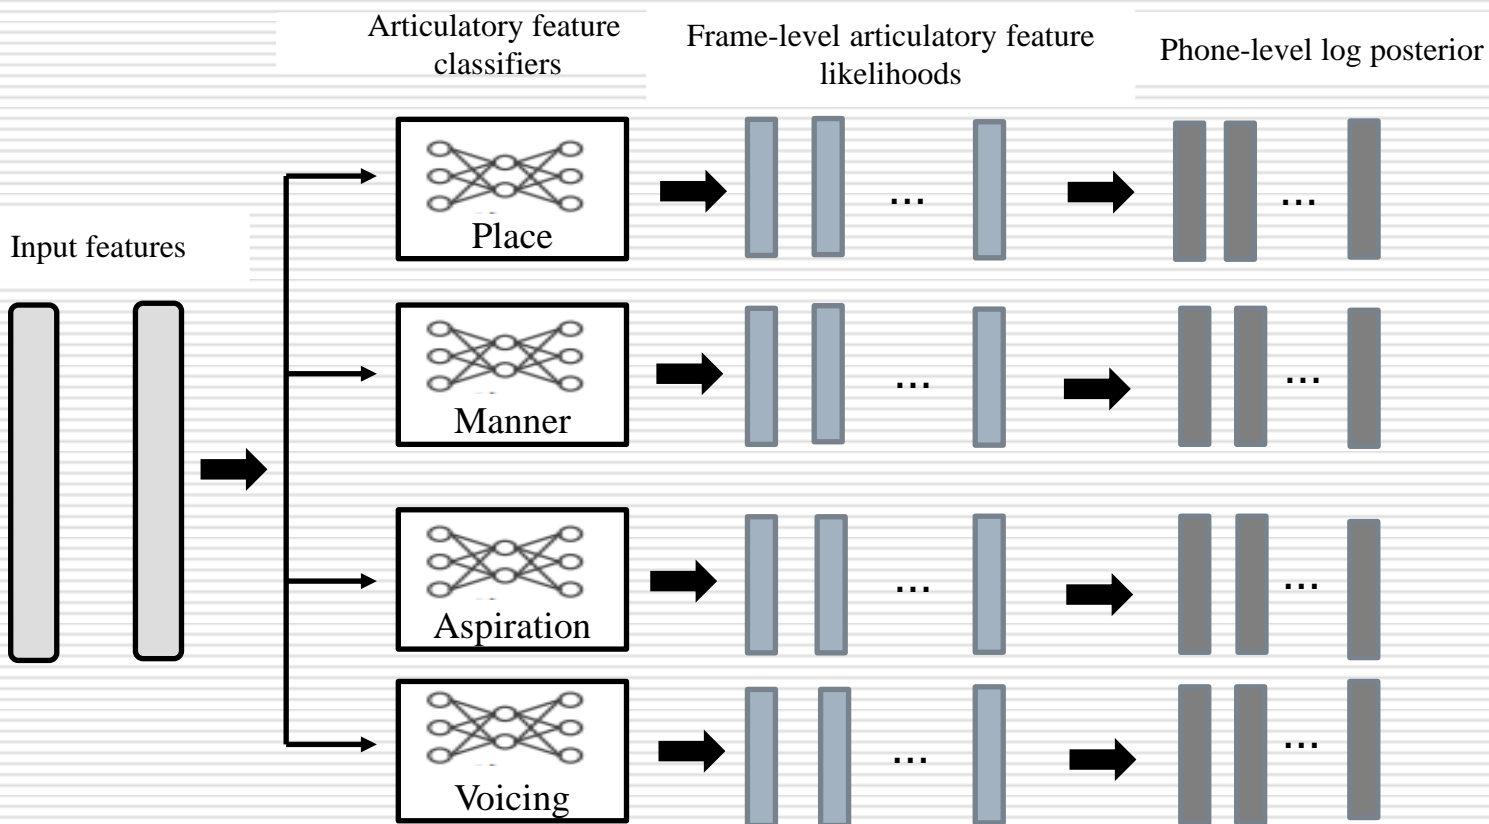 Articulatory feature
classifiers
Frame-level articulatory feature
likelihoods
Phone-level log posterior
Input features
Place
...
...
Manner
...
...
Aspiration
...
...
Voicing
...
...